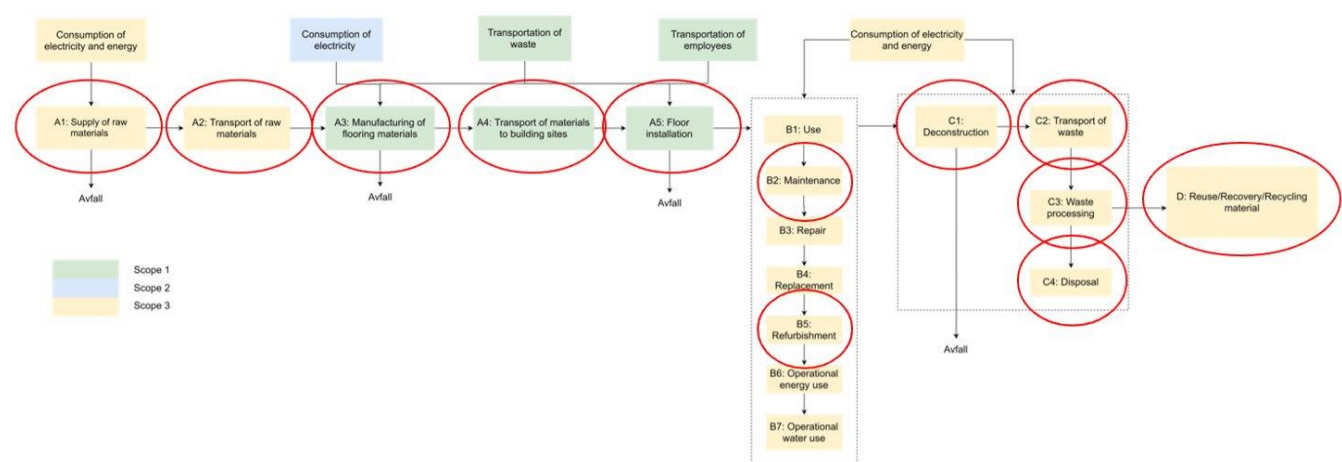 Consumption of
electricity and energy
Consumption of
electricity
Transportation of
waste
Transportation of
employees
Consumption of electricity
and energy
A1: Supply of raw
materials
A2: Transport of raw
materials
A3: Manufacturing of
flooring materials
A4: Transport of materials
to building sites
A5: Floor
installation
B1: Use
C1:
Deconstruction
C2: Transport of
waste
Avfall
Avfall
Avfall
B2: Maintenance
C3: Waste
processing
D: Reuse/Recovery/Recycling
material
B3: Repair
B4:
Replacement
C4: Disposal
B5:
Refurbishment
Avfall
B6: Operational
energy use
B7: Operational
water use
Scope 1
Scope 2
Scope 3